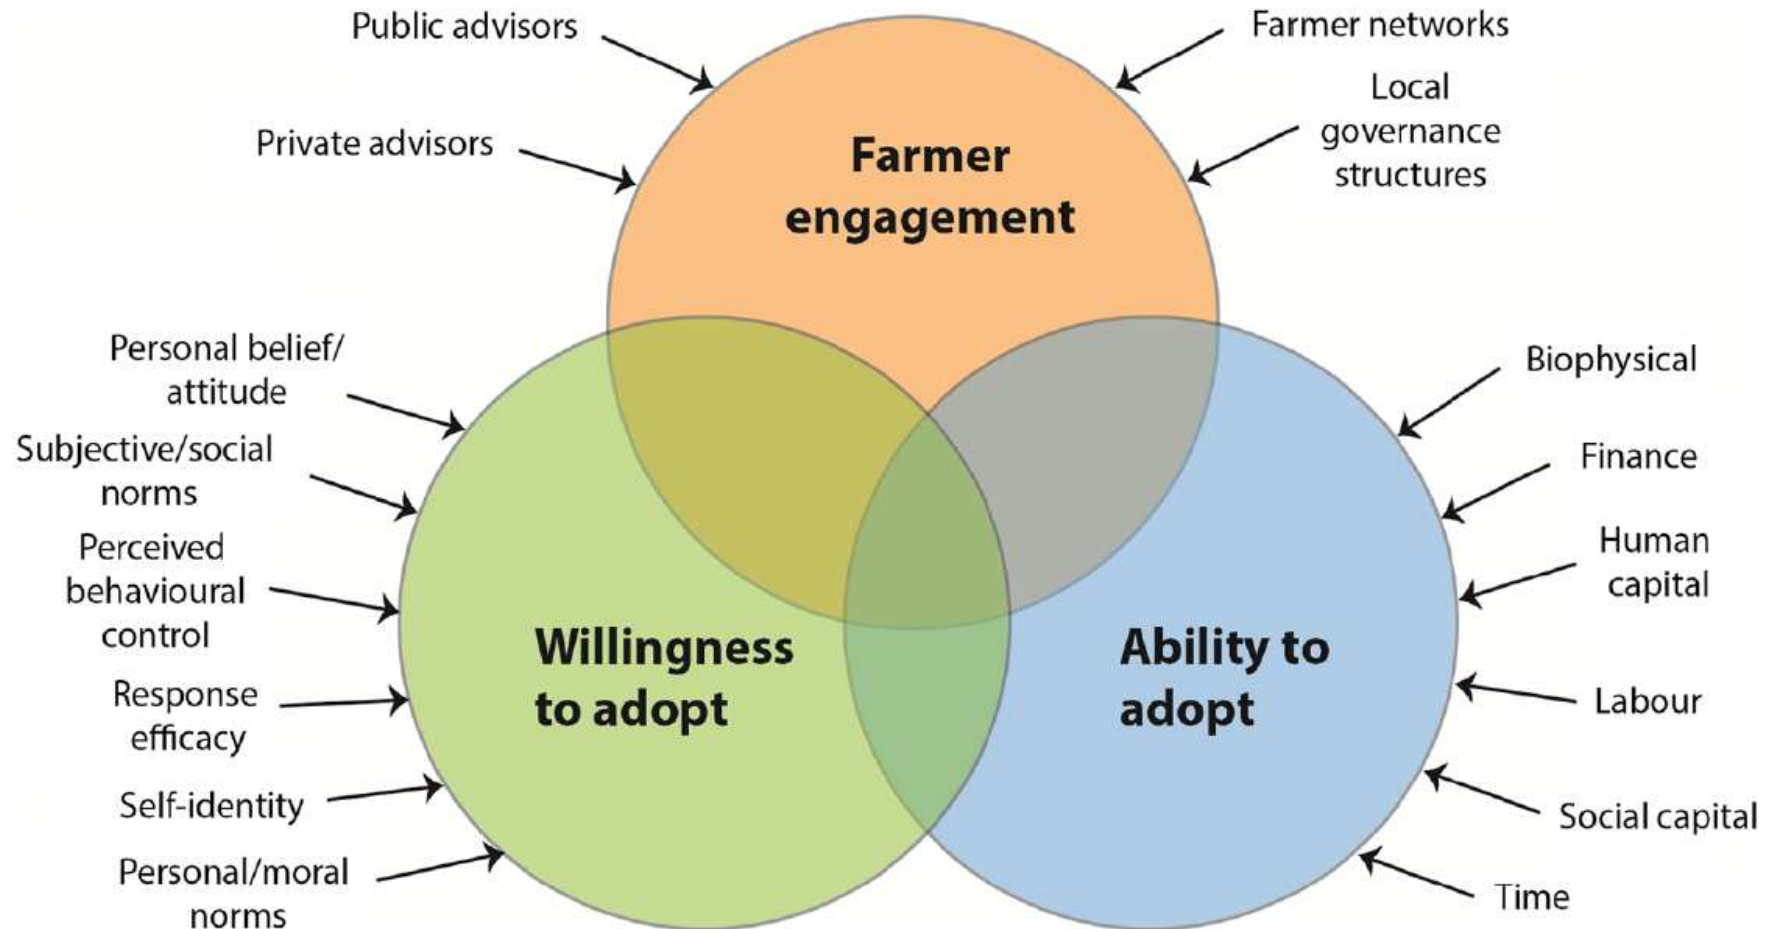 Public advisors
Private advisors
Farmer networks
Local
governance
structures
Farmer
engagement
Personal belief/
attitude
Subjective/social
norms
Perceived
behavioural
control
Response
efficacy
Self-identity
Personal/moral
norms
Willingness
to adopt
Ability to
adopt
Biophysical
Finance
Human
capital
Labour
Social capital
Time